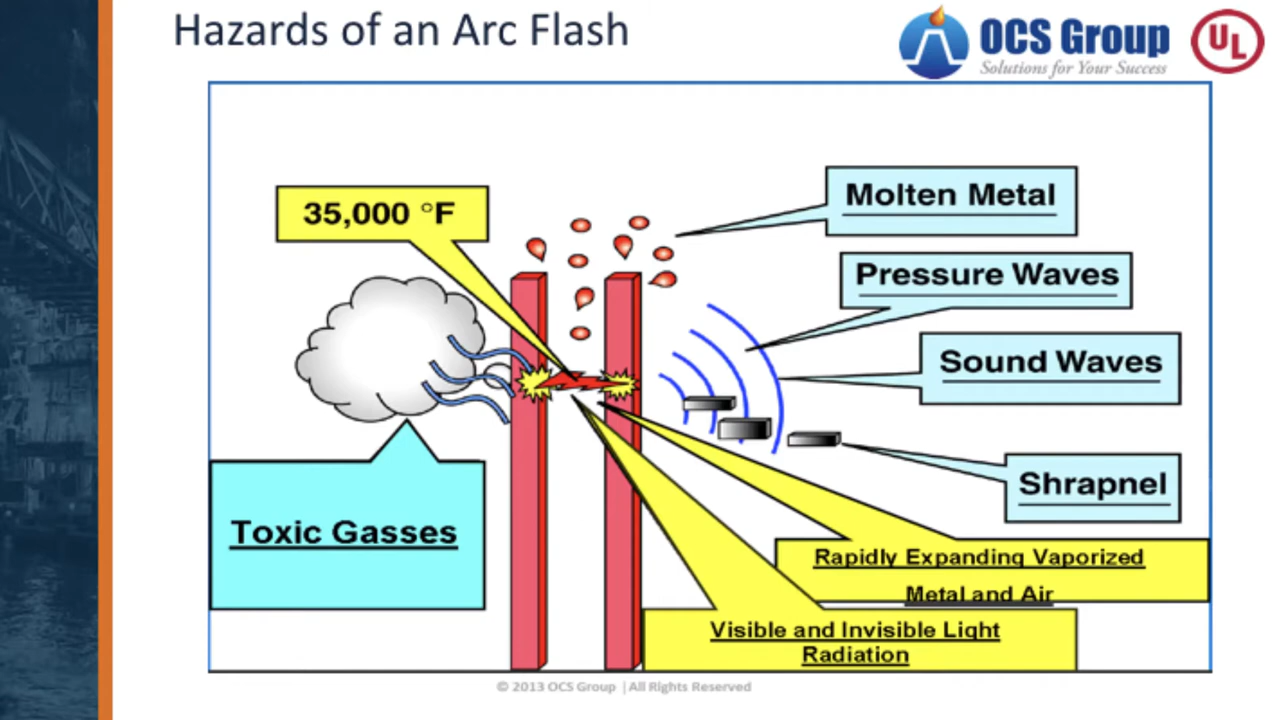 Hazards of an Arc Flash
OCS Group
Solutions for Your Success
UL
35,000 °F
Molten Metal
Pressure Waves
Sound Waves
Shrapnel
Toxic Gasses
Rapidly Expanding Vaporized
Metal and Air
Visible and Invisible Light
Radiation
© 2013 OCS Group | All Rights Reserved